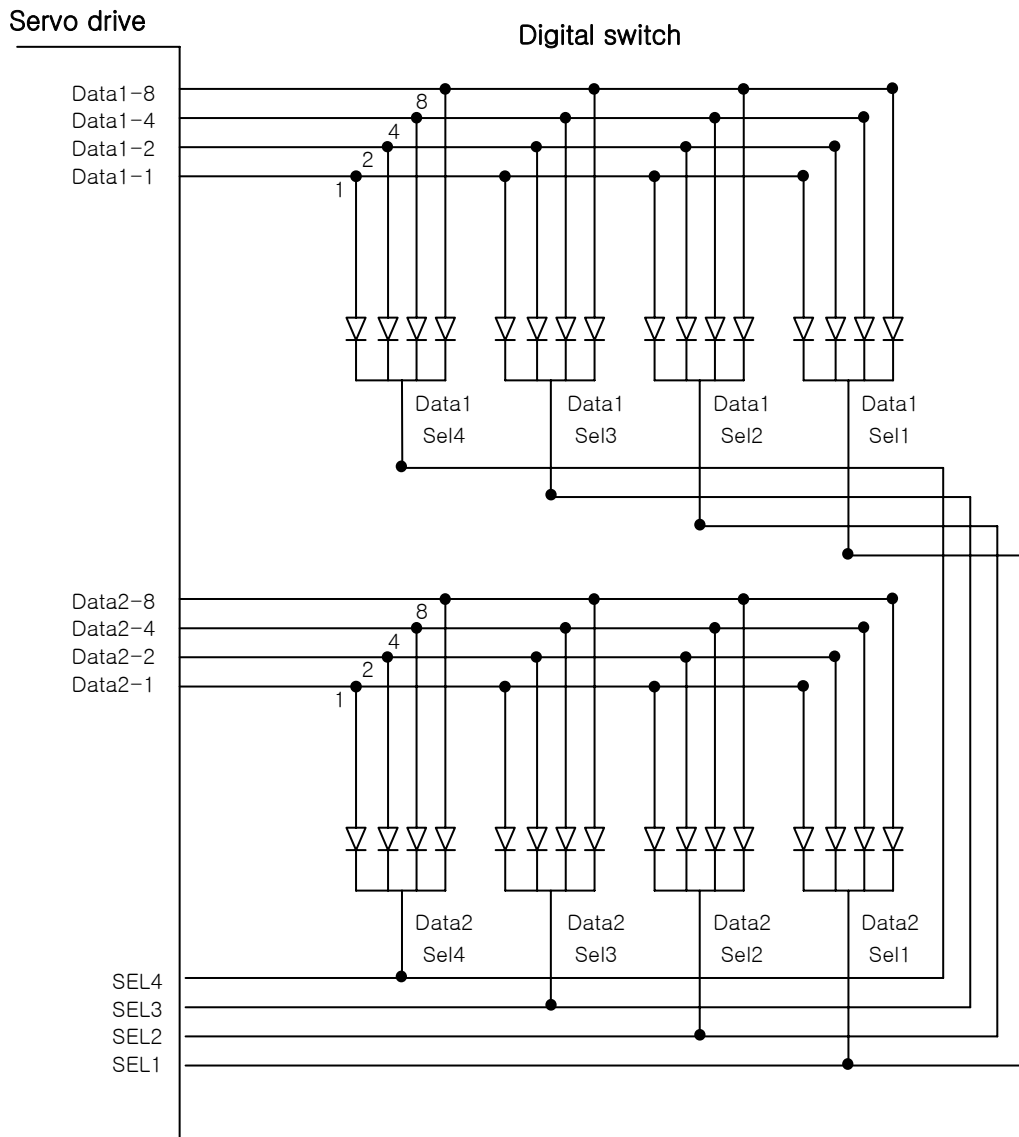 Servo drive
Digital switch
Data1-8
Data1-4
Data1-2
Data1-1
8
4
2
1
Data1 Data1 Data1 Data1
Sel4 Sel3 Sel2 Sel1
Data2-8
Data2-4
Data2-2
Data2-1
8
4
2
1
Data2 Data2 Data2 Data2
Sel4 Sel3 Sel2 Sel1
SEL4
SEL3
SEL2
SEL1